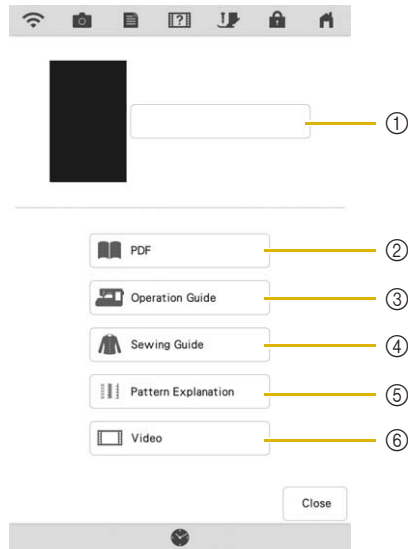 ①
② PDF
③ Operation Guide
④ Sewing Guide
⑤ Pattern Explanation
⑥ Video
Close